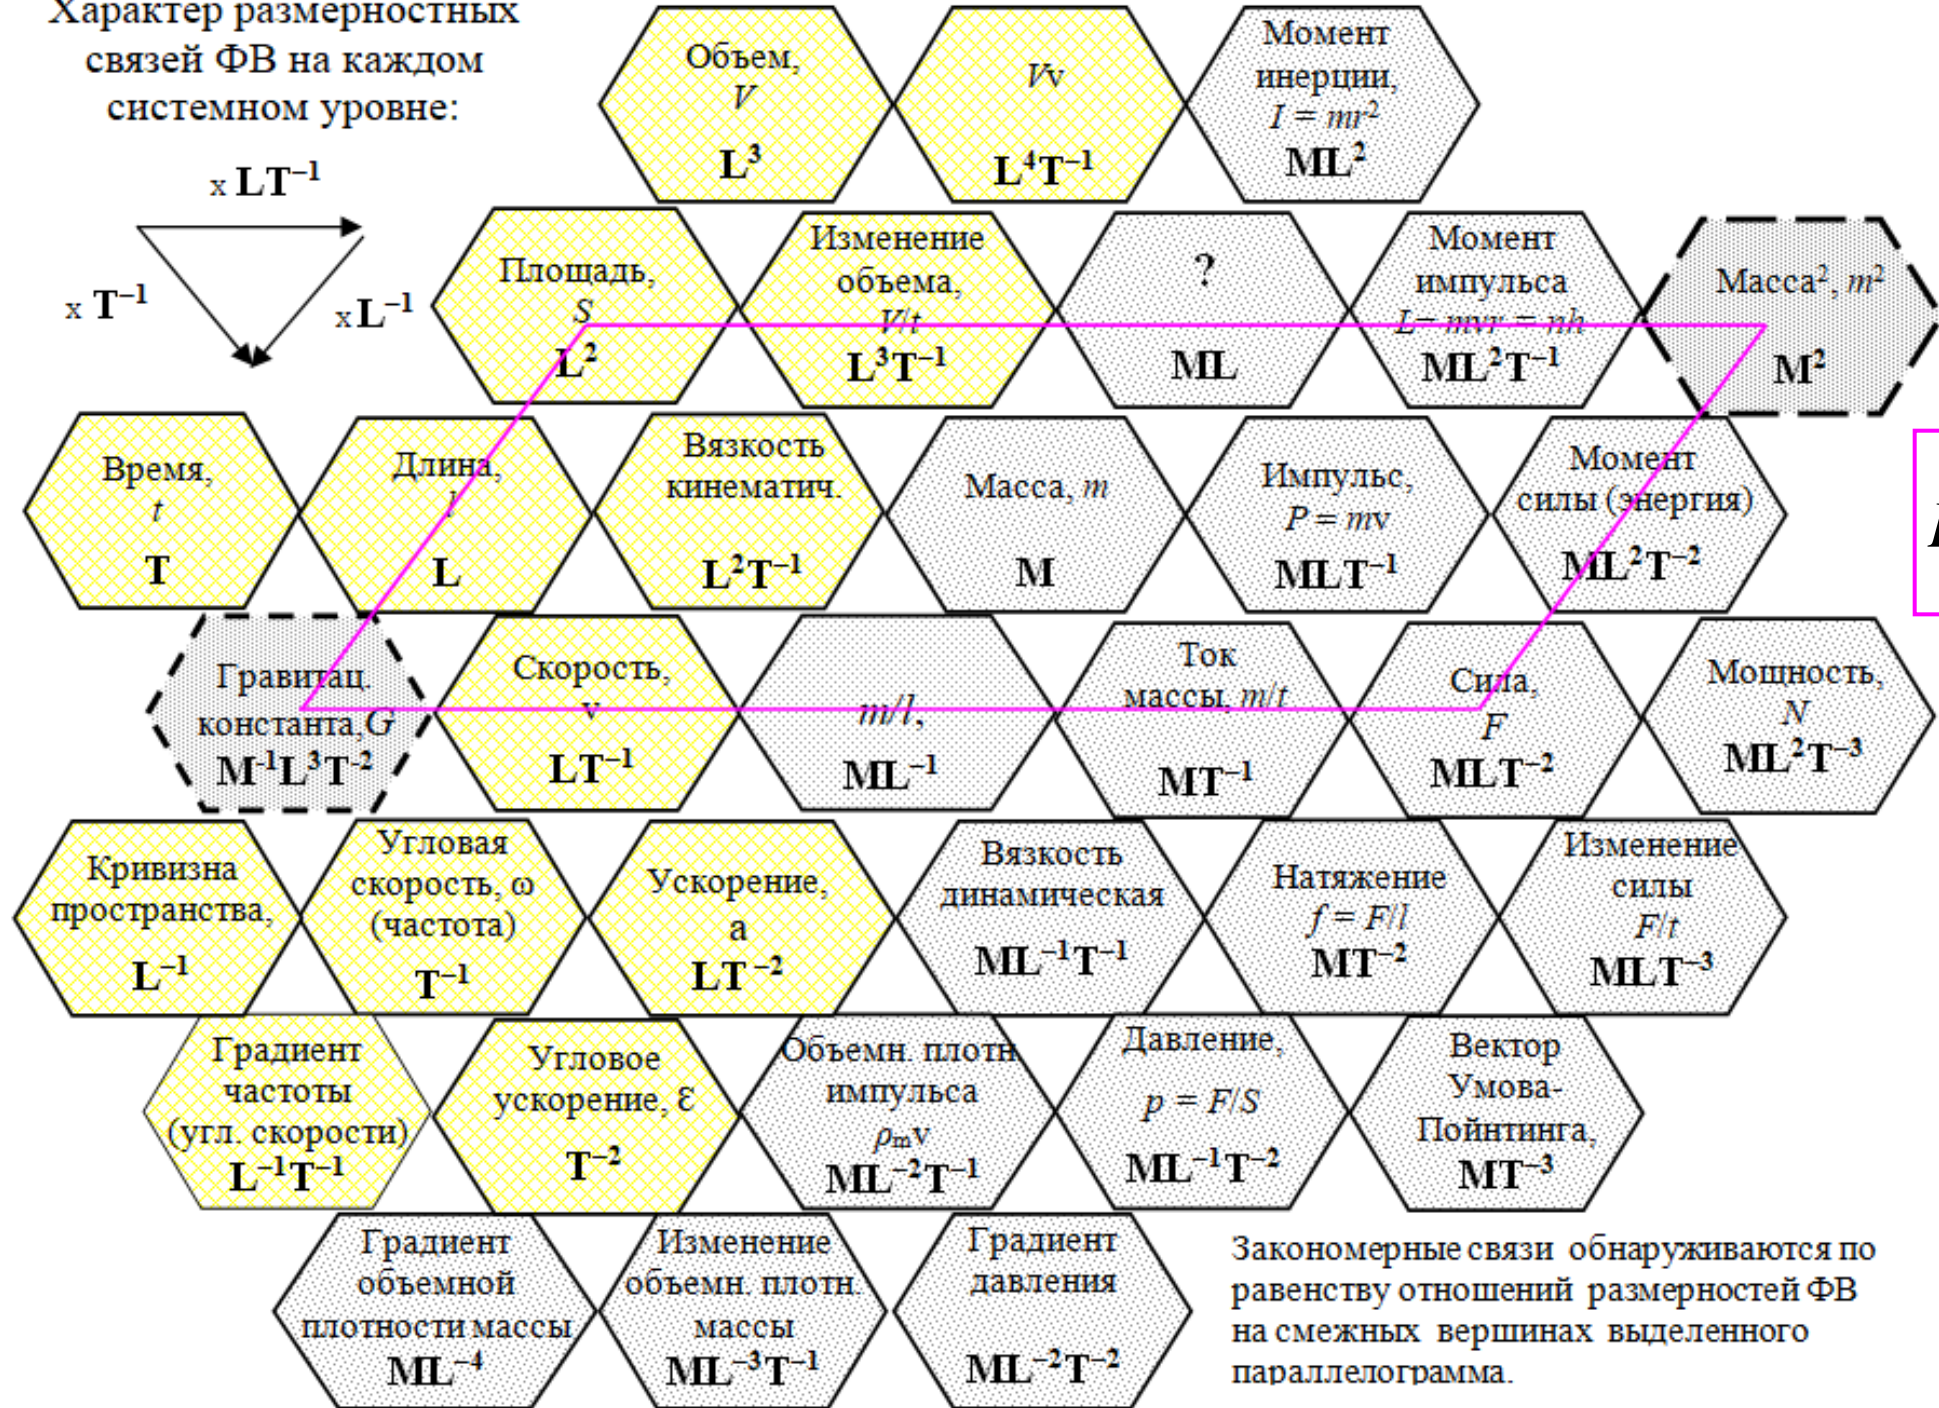 Характер размерностных
связей ФВ на каждом
системном уровне:
x LT⁻¹
x T⁻¹
x L⁻¹
Объем,
V
L³
Vv
L⁴T⁻¹
Момент
инерции,
I = mr²
ML²
Площадь,
S
L²
Изменение
объема,
V/t
L³T⁻¹
?
ML
Момент
импульса
L= mvr = nh
ML²T⁻¹
Масса², m²
M²
Время,
t
T
Длина,
l
L
Вязкость
кинематич.
L²T⁻¹
Масса, m
M
Импульс,
P = mv
MLT⁻¹
Момент
силы (энергия)
ML²T⁻²
Гравитац.
константа,G
M⁻¹L³T⁻²
Скорость,
v
LT⁻¹
m/l,
ML⁻¹
Ток
массы, m/t
MT⁻¹
Сила,
F
MLT⁻²
Мощность,
N
ML²T⁻³
Кривизна
пространства,
L⁻¹
Угловая
скорость, ω
(частота)
T⁻¹
Ускорение,
a
LT⁻²
Вязкость
динамическая
ML⁻¹T⁻¹
Натяжение
f = F/l
MT⁻²
Изменение
силы
F/t
MLT⁻³
Градиент
частоты
(угл. скорости)
L⁻¹T⁻¹
Угловое
ускорение, Ɛ
T⁻²
Объемн. плотн
импульса
ρₘv
ML⁻²T⁻¹
Давление,
p = F/S
ML⁻¹T⁻²
Вектор
Умова-
Пойнтинга,
MT⁻³
Градиент
объемной
плотности массы
ML⁻⁴
Изменение
объемн. плотн.
массы
ML⁻³T⁻¹
Градиент
давления
ML⁻²T⁻²
Закономерные связи обнаруживаются по
равенству отношений размерностей ФВ
на смежных вершинах выделенного
параллелограмма.